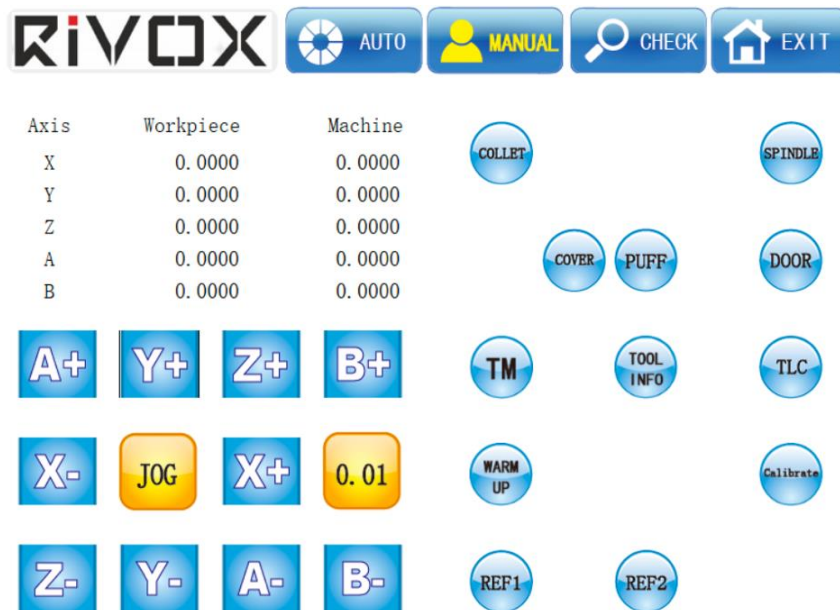 RiVOX AUTO MANUAL CHECK EXIT
Axis Workpiece Machine
X 0.0000 0.0000
Y 0.0000 0.0000
Z 0.0000 0.0000
A 0.0000 0.0000
B 0.0000 0.0000
A+ Y+ Z+ B+
X- JOG X+ 0.01
Z- Y- A- B-
COLLET SPINDLE
COVER PUFF DOOR
TM TOOL INFO TLC
WARM UP Calibrate
REF1 REF2